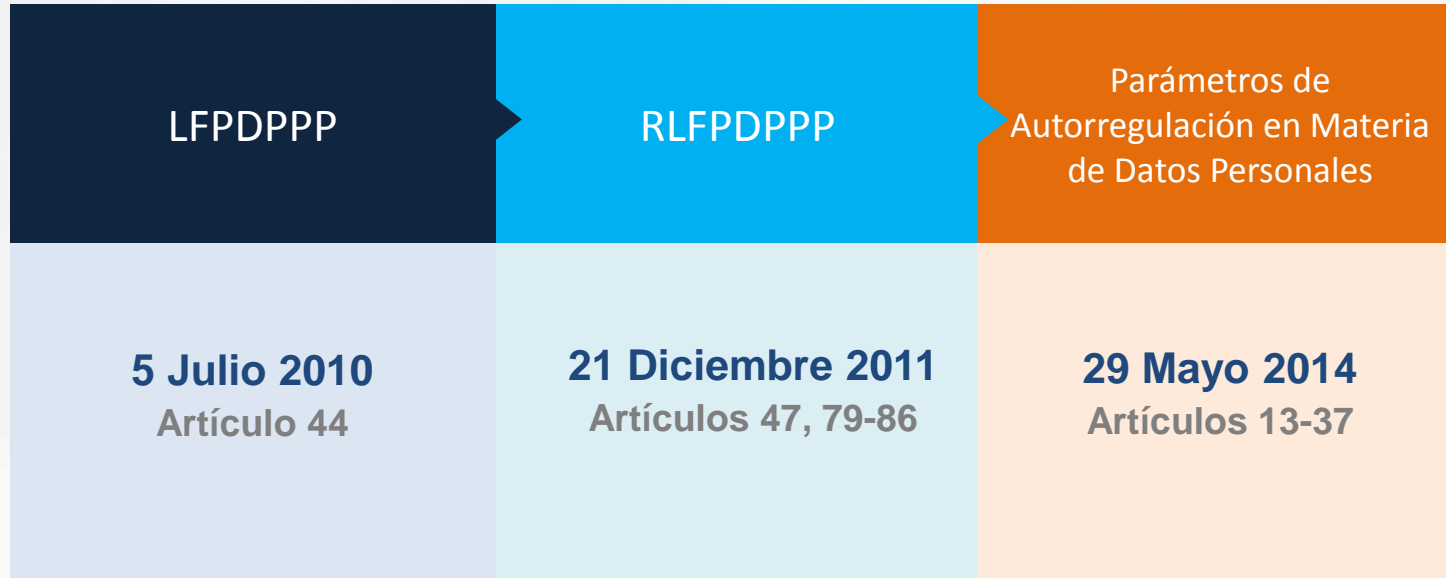 LFPDPPP
RLFPDPPP
Parámetros de
Autorregulación en Materia
de Datos Personales
5 Julio 2010
Artículo 44
21 Diciembre 2011
Artículos 47, 79-86
29 Mayo 2014
Artículos 13-37